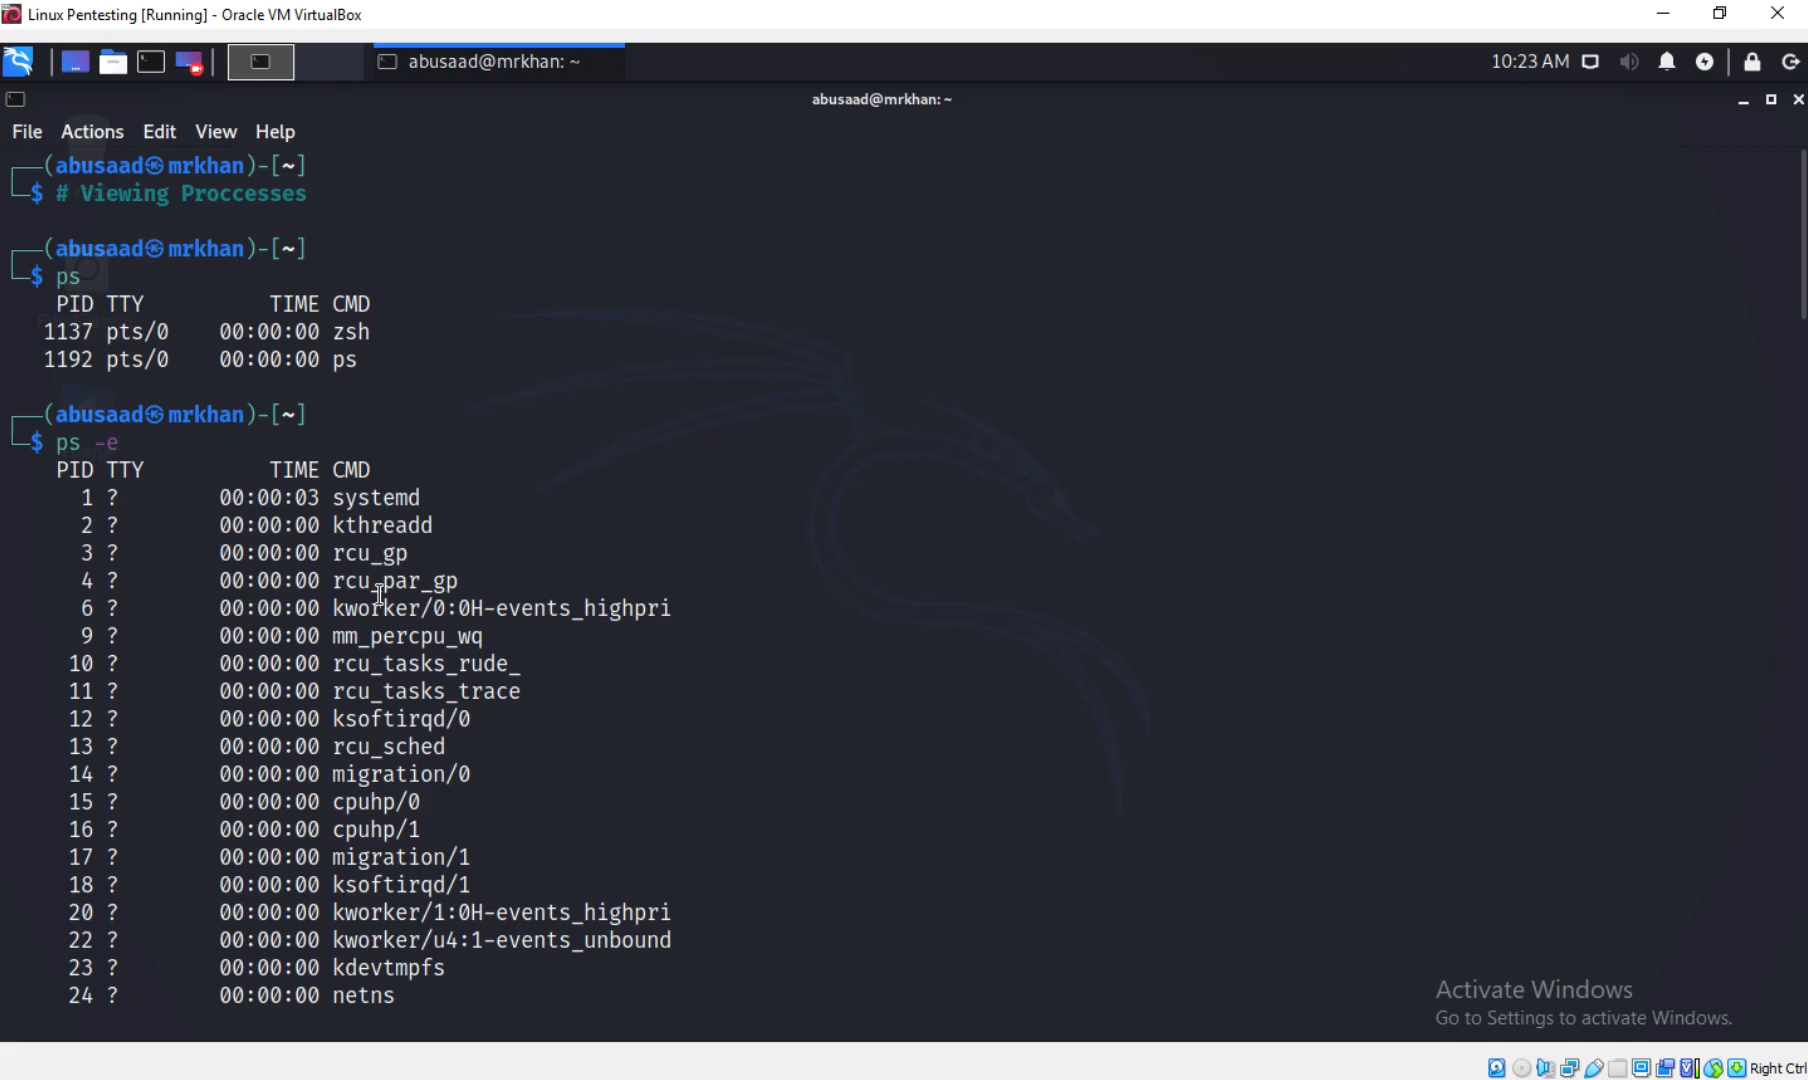 Linux Pentesting [Running] - Oracle VM VirtualBox
abusaad@mrkhan: ~
10:23 AM
abusaad@mrkhan: ~
File Actions Edit View Help
┌──(abusaad㉿mrkhan)-[~]
└─$ # Viewing Proccesses
┌──(abusaad㉿mrkhan)-[~]
└─$ ps
PID TTY TIME CMD
1137 pts/0 00:00:00 zsh
1192 pts/0 00:00:00 ps
┌──(abusaad㉿mrkhan)-[~]
└─$ ps -e
PID TTY TIME CMD
1 ? 00:00:03 systemd
2 ? 00:00:00 kthreadd
3 ? 00:00:00 rcu_gp
4 ? 00:00:00 rcu_par_gp
6 ? 00:00:00 kworker/0:0H-events_highpri
9 ? 00:00:00 mm_percpu_wq
10 ? 00:00:00 rcu_tasks_rude_
11 ? 00:00:00 rcu_tasks_trace
12 ? 00:00:00 ksoftirqd/0
13 ? 00:00:00 rcu_sched
14 ? 00:00:00 migration/0
15 ? 00:00:00 cpuhp/0
16 ? 00:00:00 cpuhp/1
17 ? 00:00:00 migration/1
18 ? 00:00:00 ksoftirqd/1
20 ? 00:00:00 kworker/1:0H-events_highpri
22 ? 00:00:00 kworker/u4:1-events_unbound
23 ? 00:00:00 kdevtmpfs
24 ? 00:00:00 netns
Activate Windows
Go to Settings to activate Windows.
Right Ctrl